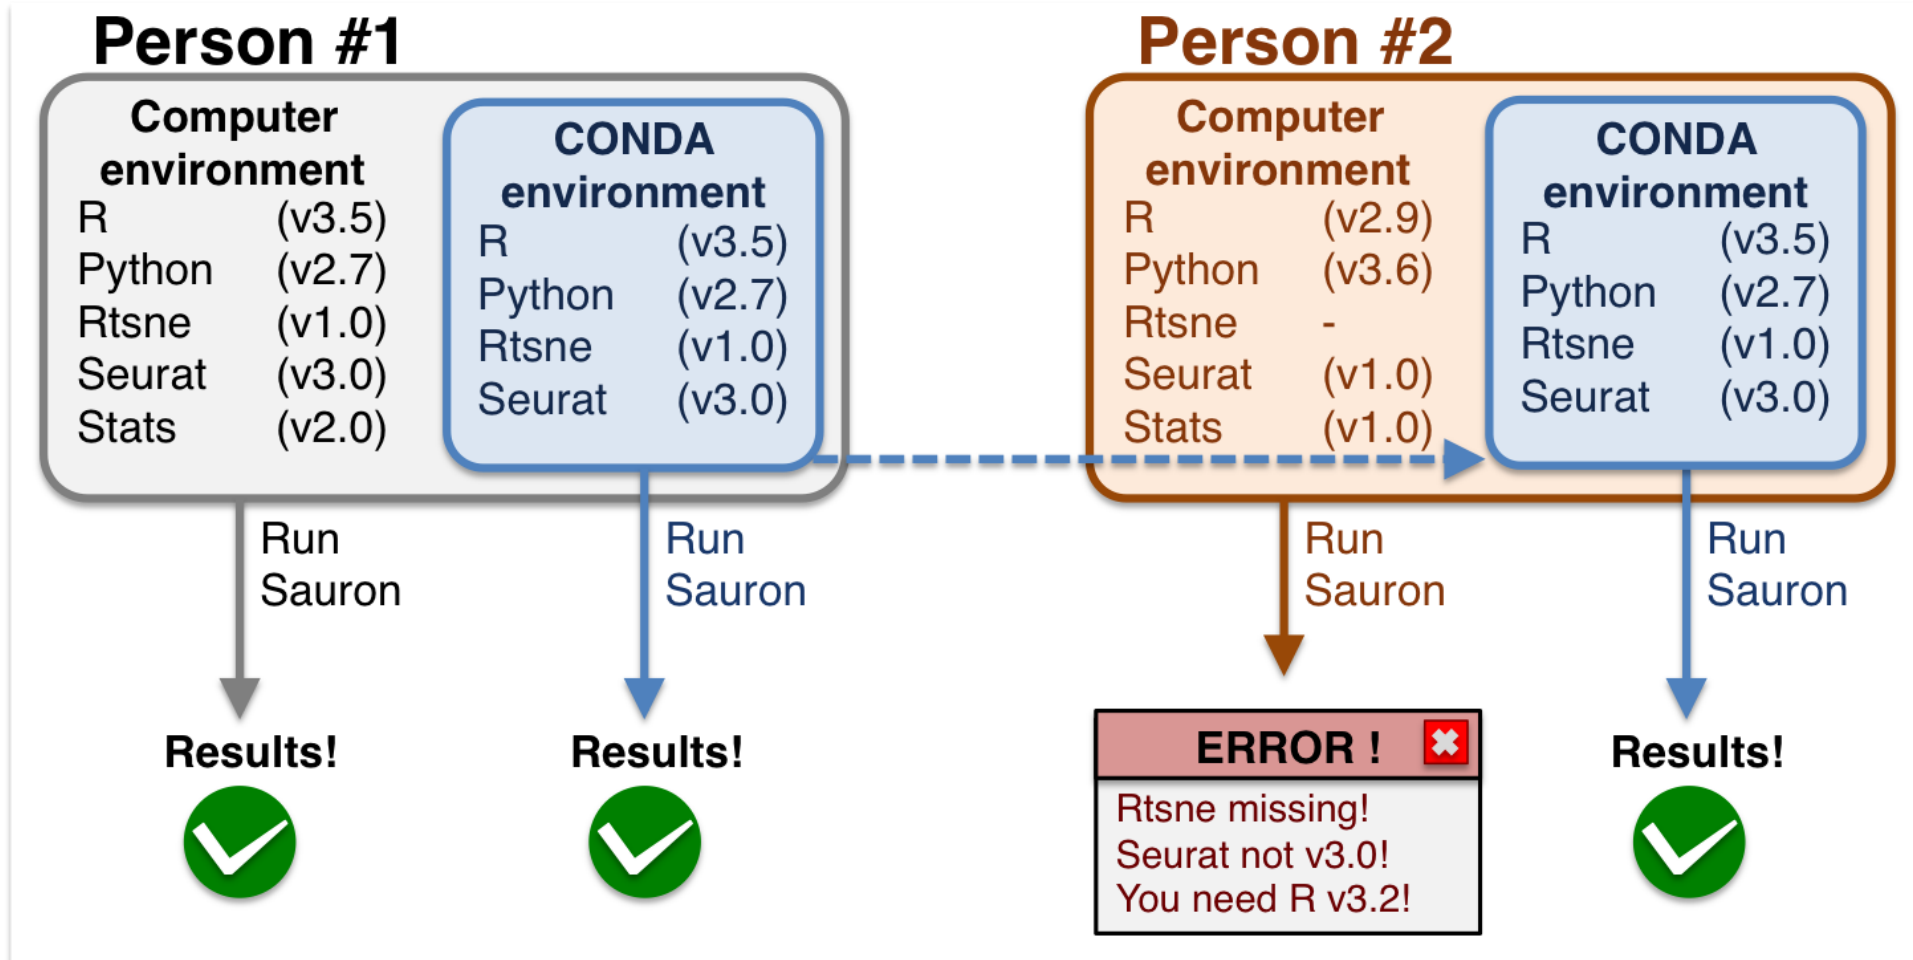 Person #1
Computer
environment
R (v3.5)
Python (v2.7)
Rtsne (v1.0)
Seurat (v3.0)
Stats (v2.0)
CONDA
environment
R (v3.5)
Python (v2.7)
Rtsne (v1.0)
Seurat (v3.0)
Run
Sauron
Results!
Run
Sauron
Results!
Person #2
Computer
environment
R (v2.9)
Python (v3.6)
Rtsne -
Seurat (v1.0)
Stats (v1.0)
CONDA
environment
R (v3.5)
Python (v2.7)
Rtsne (v1.0)
Seurat (v3.0)
Run
Sauron
ERROR !
Rtsne missing!
Seurat not v3.0!
You need R v3.2!
Run
Sauron
Results!